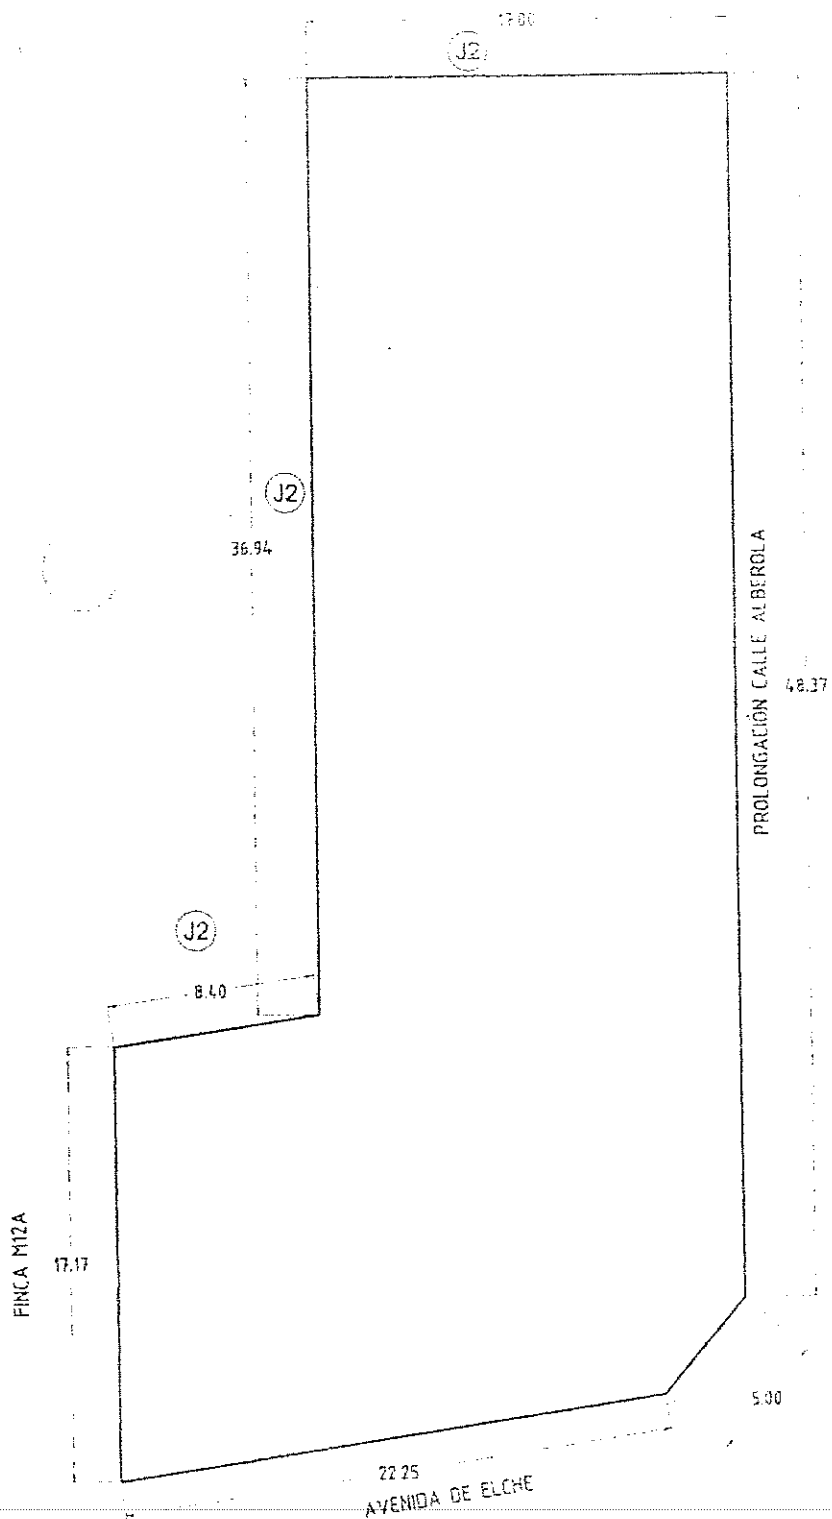 17.00
J2
J2
36.94
PROLONGACIÓN CALLE ALBEROLA
48.37
J2
8.40
FINCA M12A
17.17
5.00
22.25
AVENIDA DE ELCHE